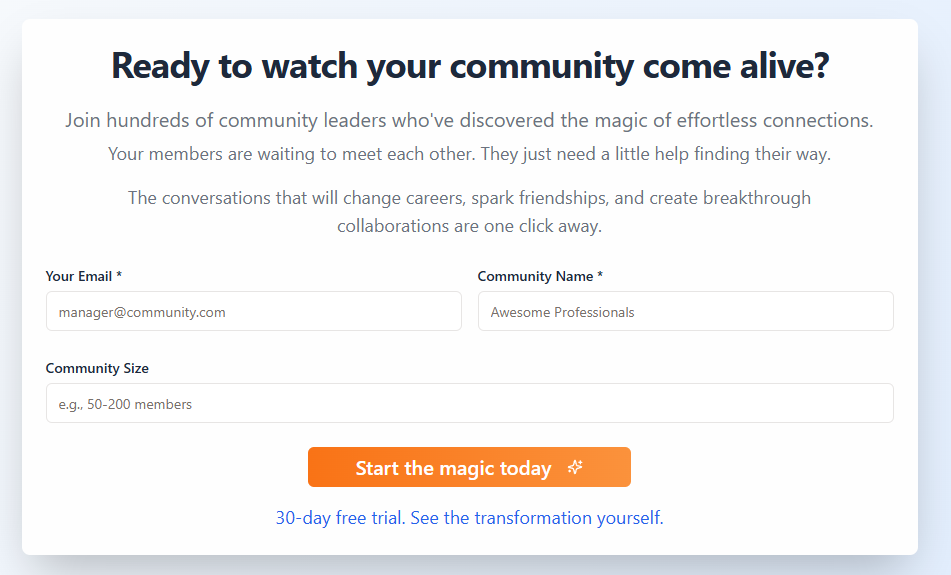 Ready to watch your community come alive?
Join hundreds of community leaders who've discovered the magic of effortless connections.
Your members are waiting to meet each other. They just need a little help finding their way.
The conversations that will change careers, spark friendships, and create breakthrough
collaborations are one click away.
Your Email *
Community Name *
manager@community.com
Awesome Professionals
Community Size
e.g., 50-200 members
Start the magic today
30-day free trial. See the transformation yourself.